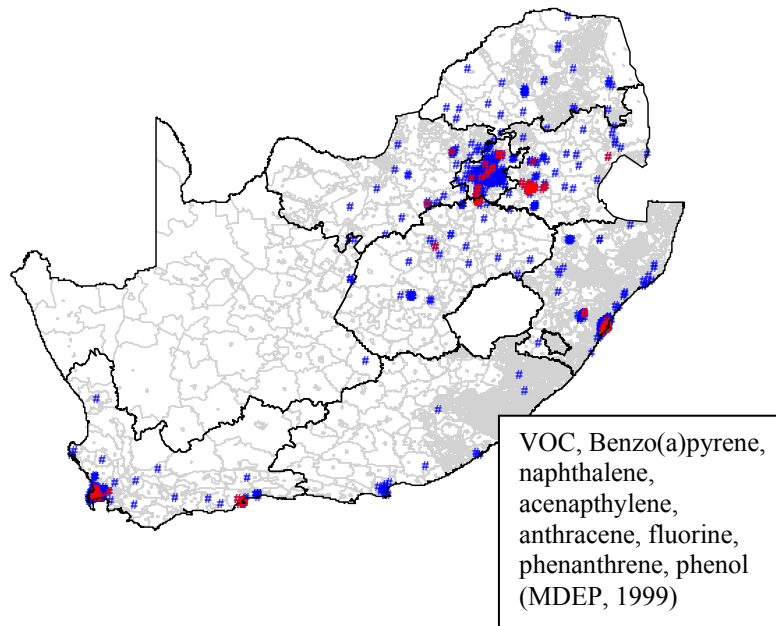 VOC, Benzo(a)pyrene,
naphthalene,
acenapthylene,
anthracene, fluorine,
phenanthrene, phenol
(MDEP, 1999)